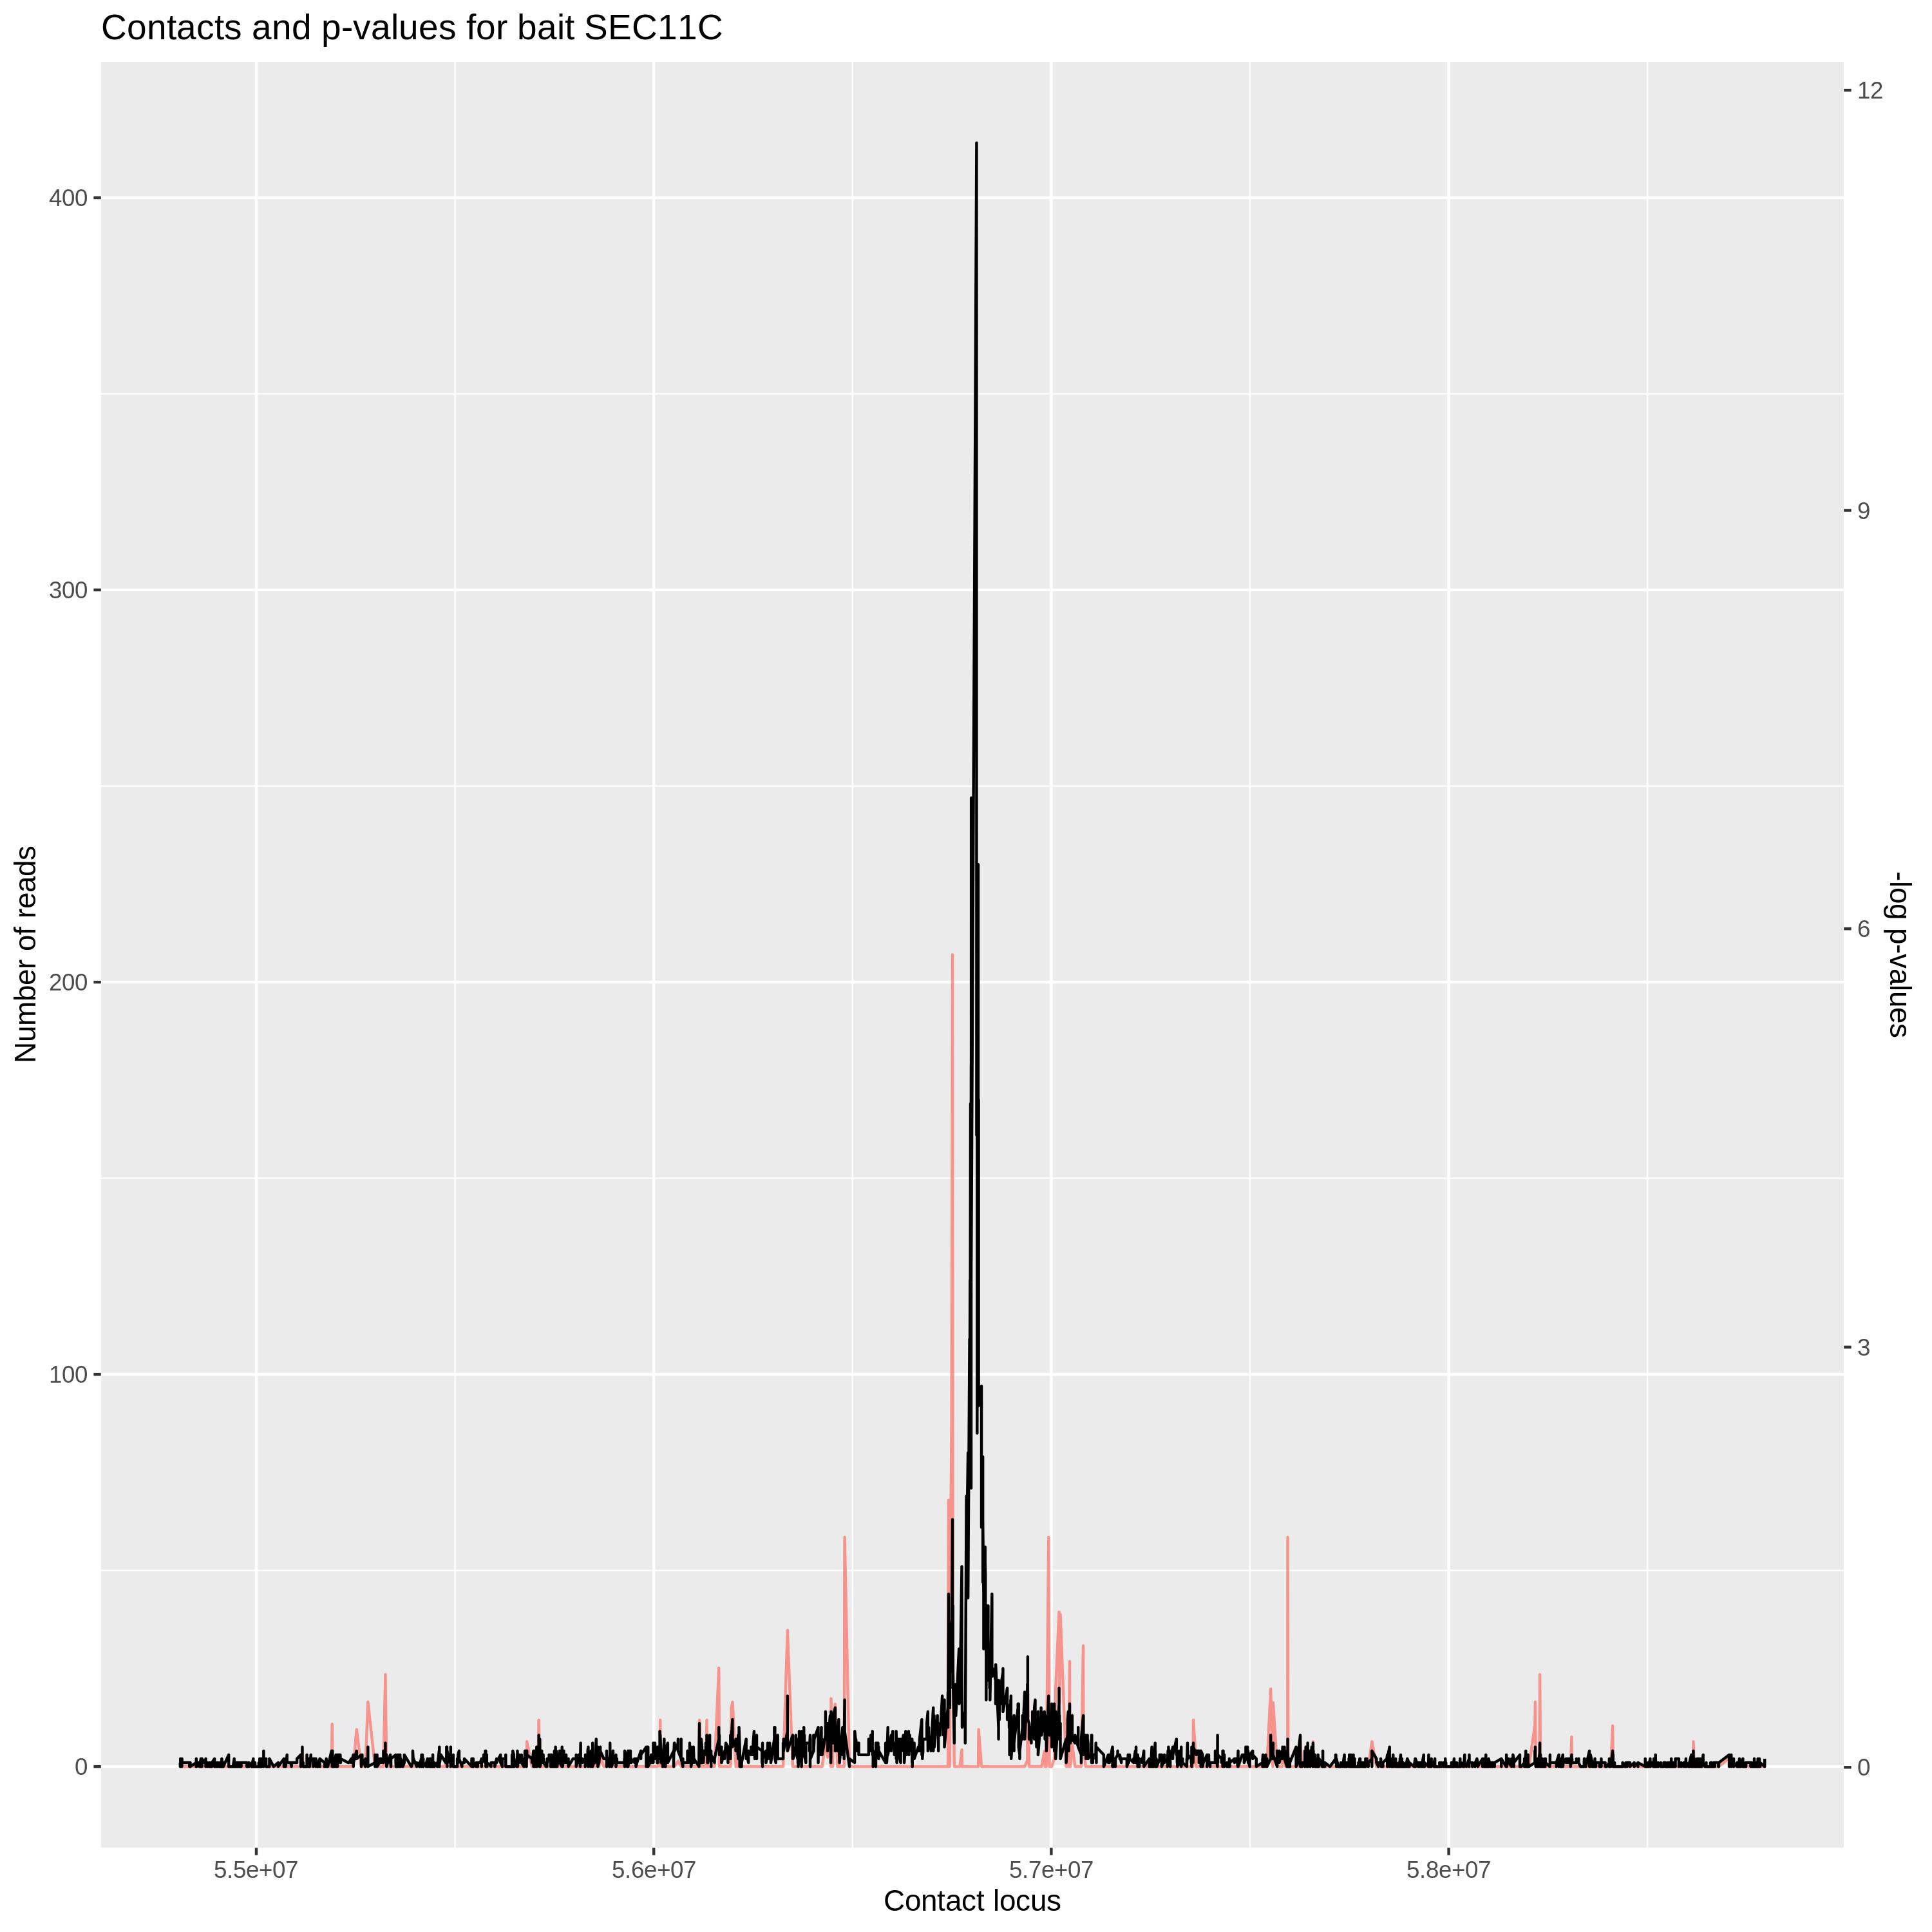 Contacts and p-values for bait SEC11C
Number of reads
400
300
200
100
0
12
9
6
3
0
-log p-values
5.5e+07
5.6e+07
5.7e+07
5.8e+07
Contact locus